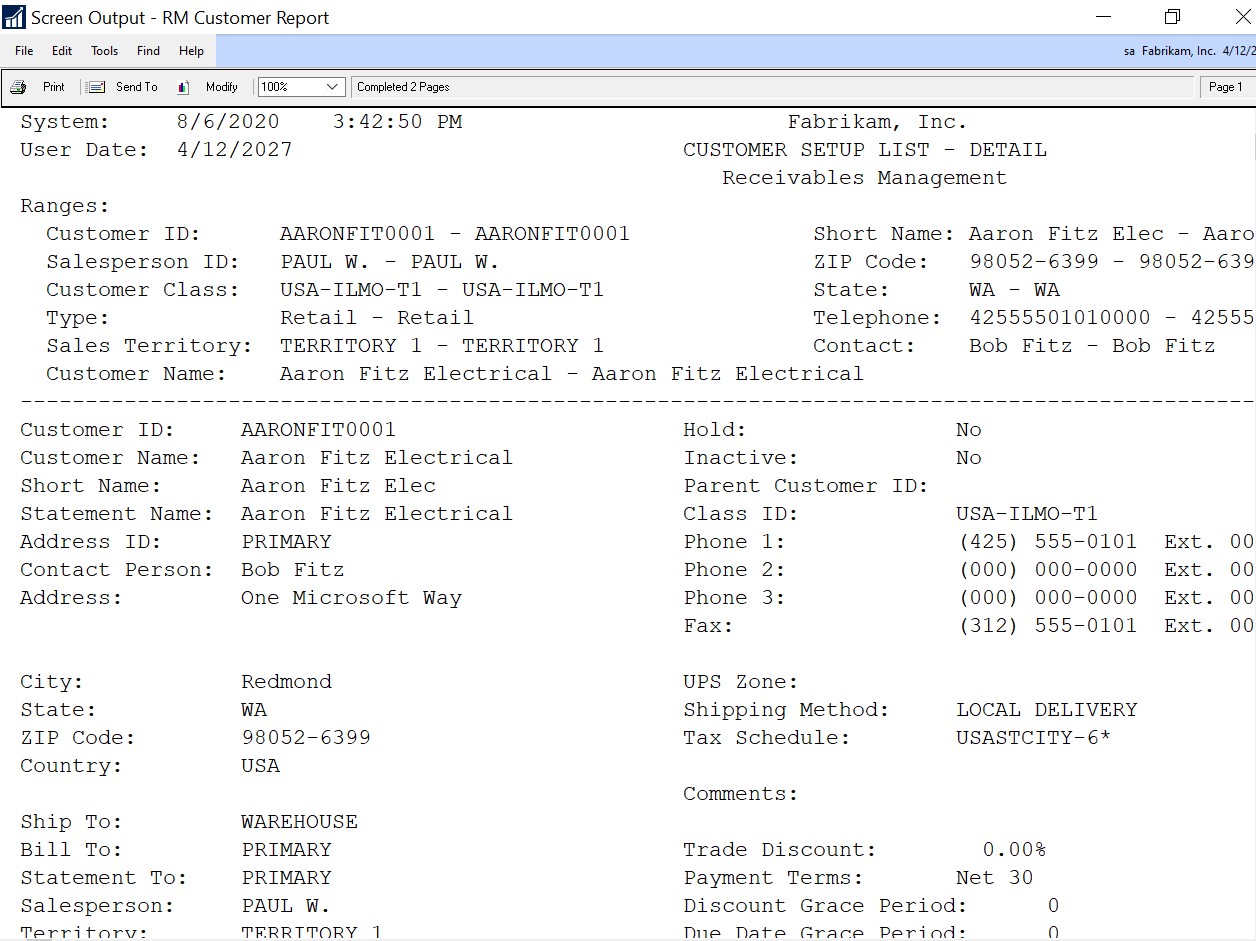 Screen Output - RM Customer Report
File Edit Tools Find Help sa Fabrikam, Inc. 4/12/2
Print Send To Modify 100% Completed 2 Pages Page 1
System: 8/6/2020 3:42:50 PM Fabrikam, Inc.
User Date: 4/12/2027 CUSTOMER SETUP LIST - DETAIL
Receivables Management
Ranges:
Customer ID: AARONFIT0001 - AARONFIT0001 Short Name: Aaron Fitz Elec - Aaro
Salesperson ID: PAUL W. - PAUL W. ZIP Code: 98052-6399 - 98052-639
Customer Class: USA-ILMO-T1 - USA-ILMO-T1 State: WA - WA
Type: Retail - Retail Telephone: 42555501010000 - 42555
Sales Territory: TERRITORY 1 - TERRITORY 1 Contact: Bob Fitz - Bob Fitz
Customer Name: Aaron Fitz Electrical - Aaron Fitz Electrical
Customer ID: AARONFIT0001 Hold: No
Customer Name: Aaron Fitz Electrical Inactive: No
Short Name: Aaron Fitz Elec Parent Customer ID:
Statement Name: Aaron Fitz Electrical Class ID: USA-ILMO-T1
Address ID: PRIMARY Phone 1: (425) 555-0101 Ext. 00
Contact Person: Bob Fitz Phone 2: (000) 000-0000 Ext. 00
Address: One Microsoft Way Phone 3: (000) 000-0000 Ext. 00
Fax: (312) 555-0101 Ext. 00
City: Redmond UPS Zone:
State: WA Shipping Method: LOCAL DELIVERY
ZIP Code: 98052-6399 Tax Schedule: USASTCITY-6*
Country: USA
Comments:
Ship To: WAREHOUSE
Bill To: PRIMARY Trade Discount: 0.00%
Statement To: PRIMARY Payment Terms: Net 30
Salesperson: PAUL W. Discount Grace Period: 0
Territory: TERRITORY 1 Due Date Grace Period: 0